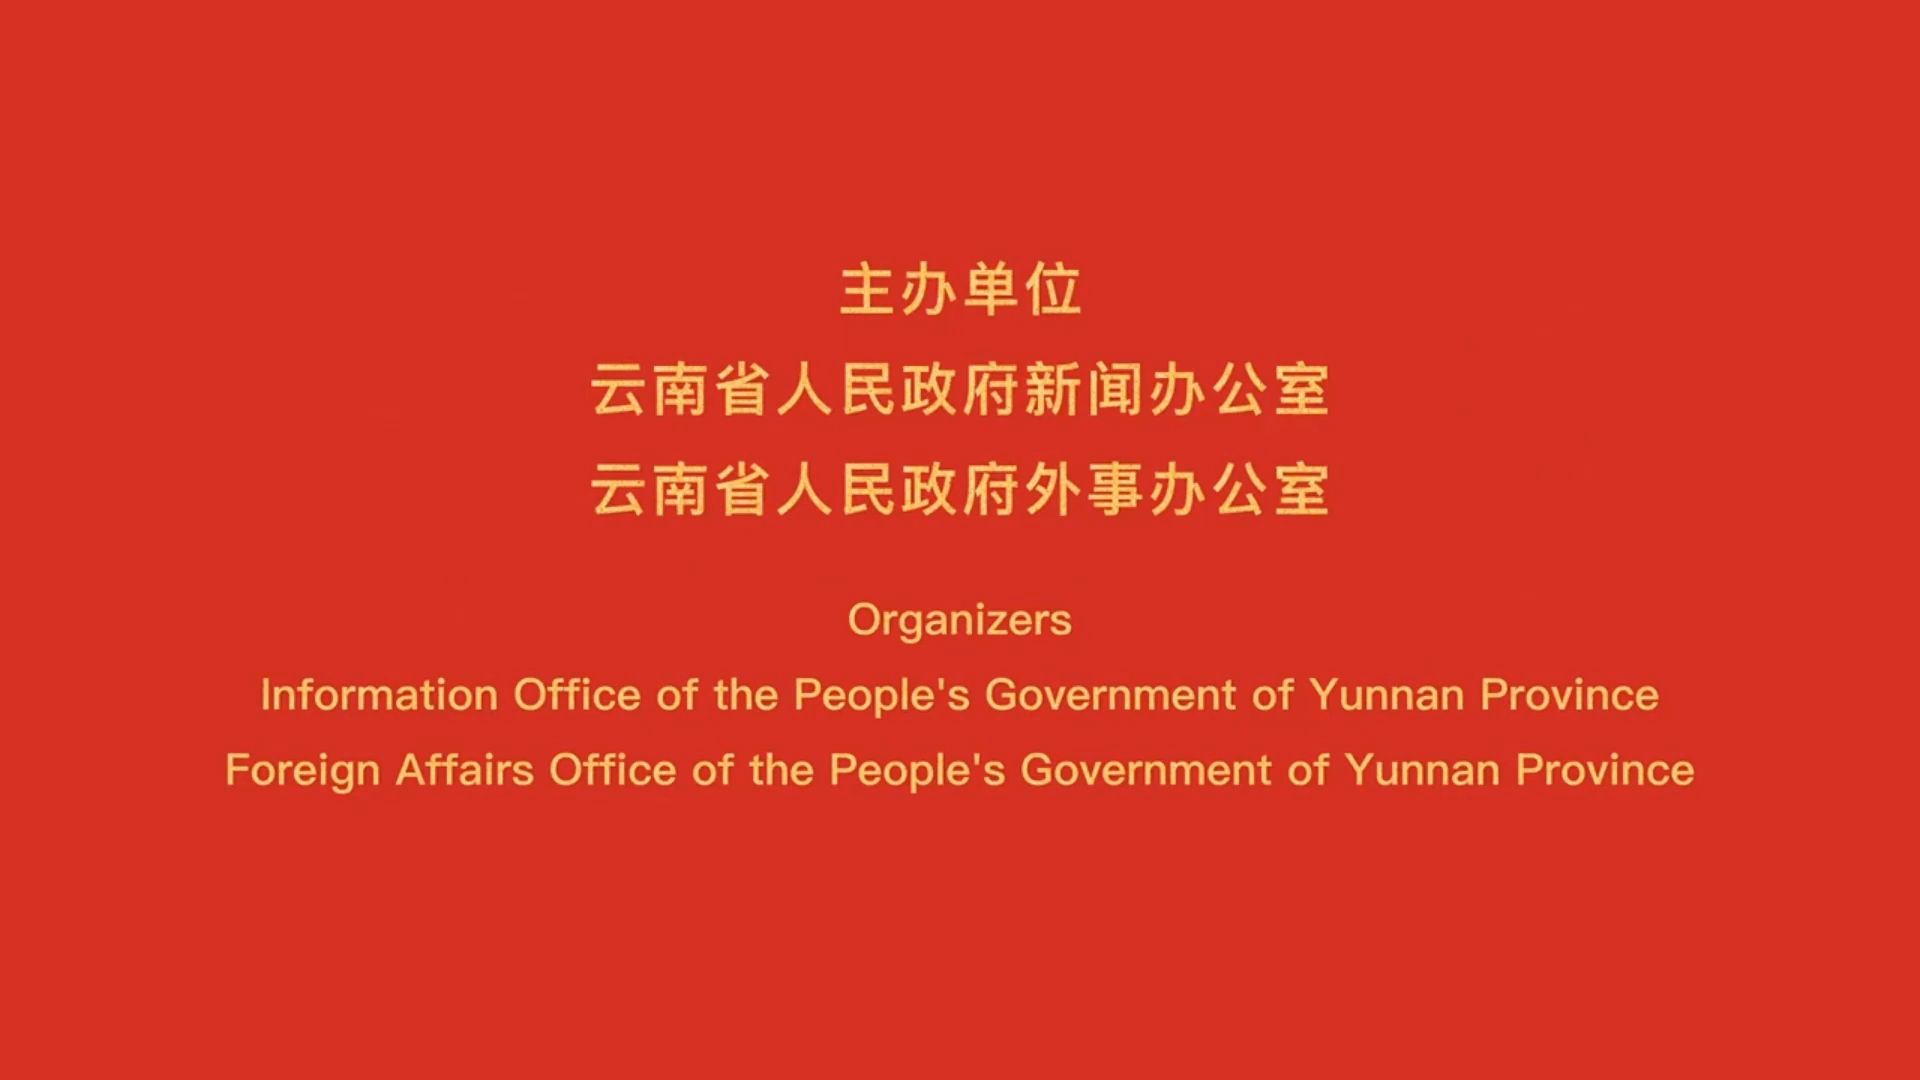 主办单位
云南省人民政府新闻办公室
云南省人民政府外事办公室
Organizers
Information Office of the People's Government of Yunnan Province
Foreign Affairs Office of the People's Government of Yunnan Province